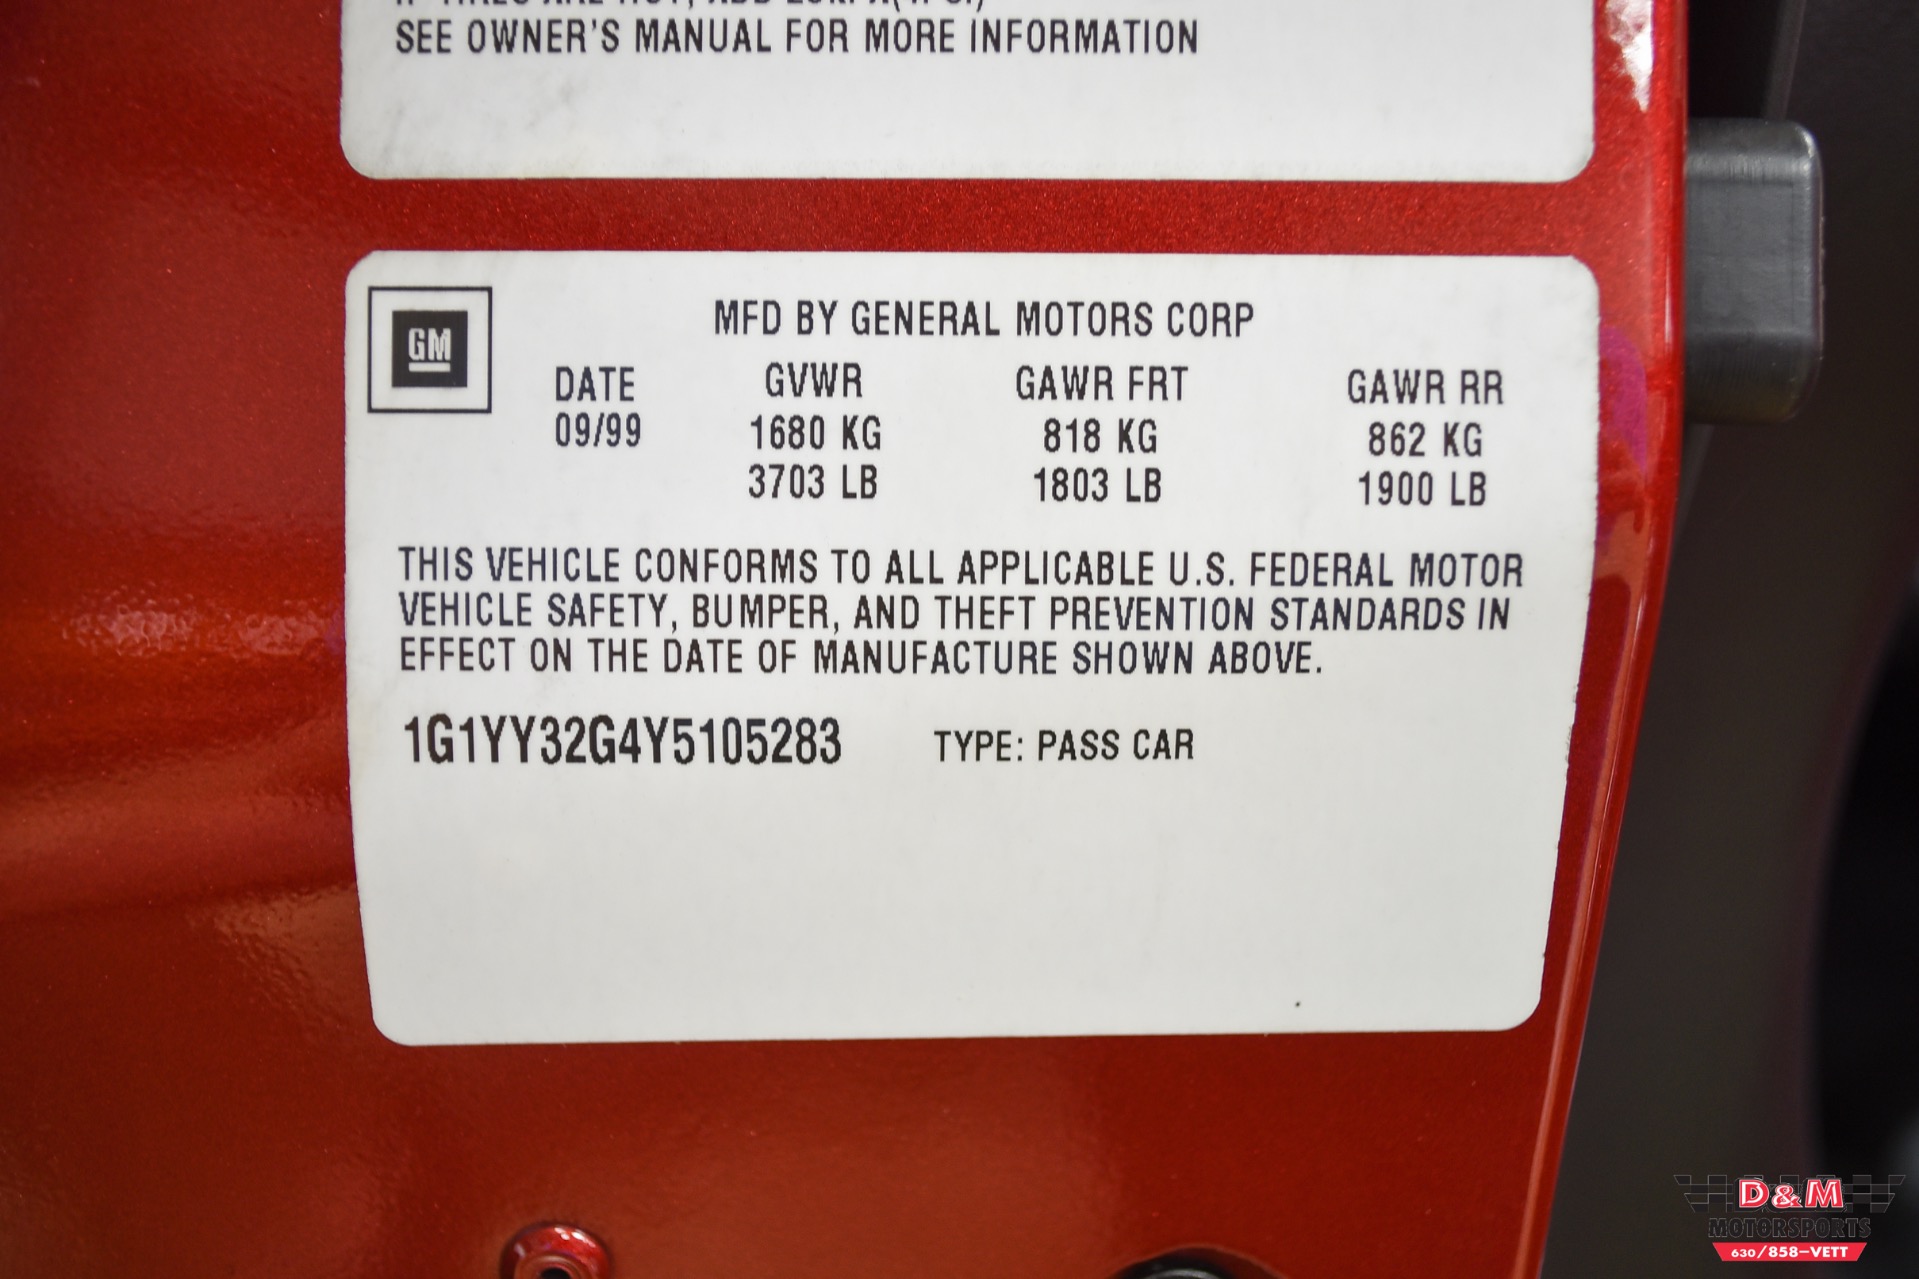 SEE OWNER'S MANUAL FOR MORE INFORMATION
GM
MFD BY GENERAL MOTORS CORP
DATE GVWR GAWR FRT GAWR RR
09/99 1680 KG 818 KG 862 KG
3703 LB 1803 LB 1900 LB
THIS VEHICLE CONFORMS TO ALL APPLICABLE U.S. FEDERAL MOTOR
VEHICLE SAFETY, BUMPER, AND THEFT PREVENTION STANDARDS IN
EFFECT ON THE DATE OF MANUFACTURE SHOWN ABOVE.
1G1YY32G4Y5105283 TYPE: PASS CAR
D&M
MOTORSPORTS
630/858-VETT